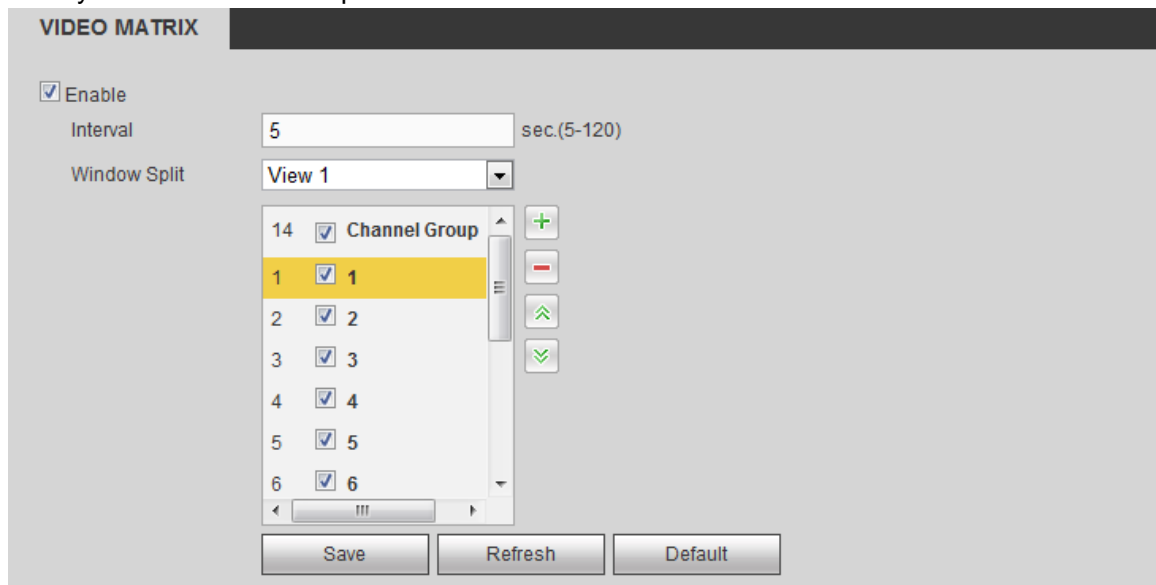 VIDEO MATRIX
Enable
Interval 5 sec.(5-120)
Window Split View 1
14 Channel Group
1 1
2 2
3 3
4 4
5 5
6 6
Save Refresh Default